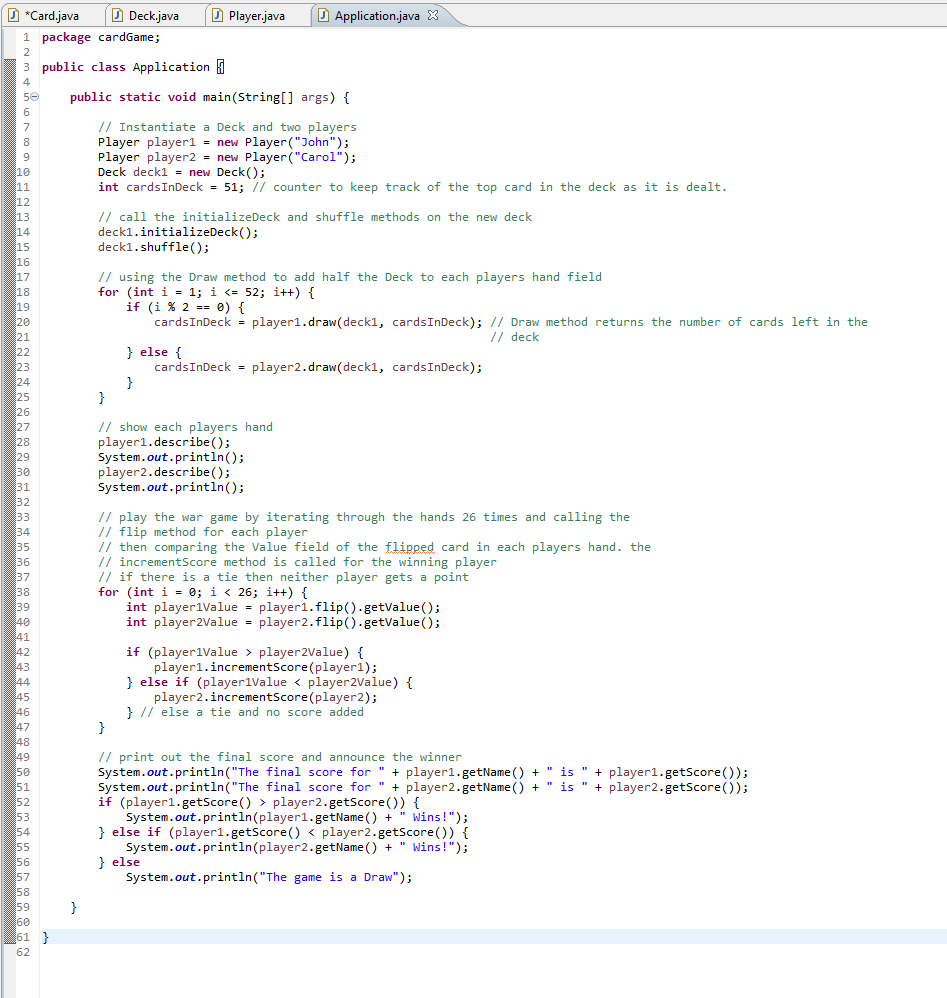 *Card.java Deck.java Player.java Application.java
1 package cardGame;
2
3 public class Application {
4
5 public static void main(String[] args) {
6
7 // Instantiate a Deck and two players
8 Player player1 = new Player("John");
9 Player player2 = new Player("Carol");
10 Deck deck1 = new Deck();
11 int cardsInDeck = 51; // counter to keep track of the top card in the deck as it is dealt.
12
13 // call the initializeDeck and shuffle methods on the new deck
14 deck1.initializeDeck();
15 deck1.shuffle();
16
17 // using the Draw method to add half the Deck to each players hand field
18 for (int i = 1; i <= 52; i++) {
19 if (i % 2 == 0) {
20 cardsInDeck = player1.draw(deck1, cardsInDeck); // Draw method returns the number of cards left in the
21 // deck
22 } else {
23 cardsInDeck = player2.draw(deck1, cardsInDeck);
24 }
25 }
26
27 // show each players hand
28 player1.describe();
29 System.out.println();
30 player2.describe();
31 System.out.println();
32
33 // play the war game by iterating through the hands 26 times and calling the
34 // flip method for each player
35 // then comparing the Value field of the flipped card in each players hand. the
36 // incrementScore method is called for the winning player
37 // if there is a tie then neither player gets a point
38 for (int i = 0; i < 26; i++) {
39 int player1Value = player1.flip().getValue();
40 int player2Value = player2.flip().getValue();
41
42 if (player1Value > player2Value) {
43 player1.incrementScore(player1);
44 } else if (player1Value < player2Value) {
45 player2.incrementScore(player2);
46 } // else a tie and no score added
47 }
48
49 // print out the final score and announce the winner
50 System.out.println("The final score for " + player1.getName() + " is " + player1.getScore());
51 System.out.println("The final score for " + player2.getName() + " is " + player2.getScore());
52 if (player1.getScore() > player2.getScore()) {
53 System.out.println(player1.getName() + " Wins!");
54 } else if (player1.getScore() < player2.getScore()) {
55 System.out.println(player2.getName() + " Wins!");
56 } else
57 System.out.println("The game is a Draw");
58
59 }
60
61 }
62